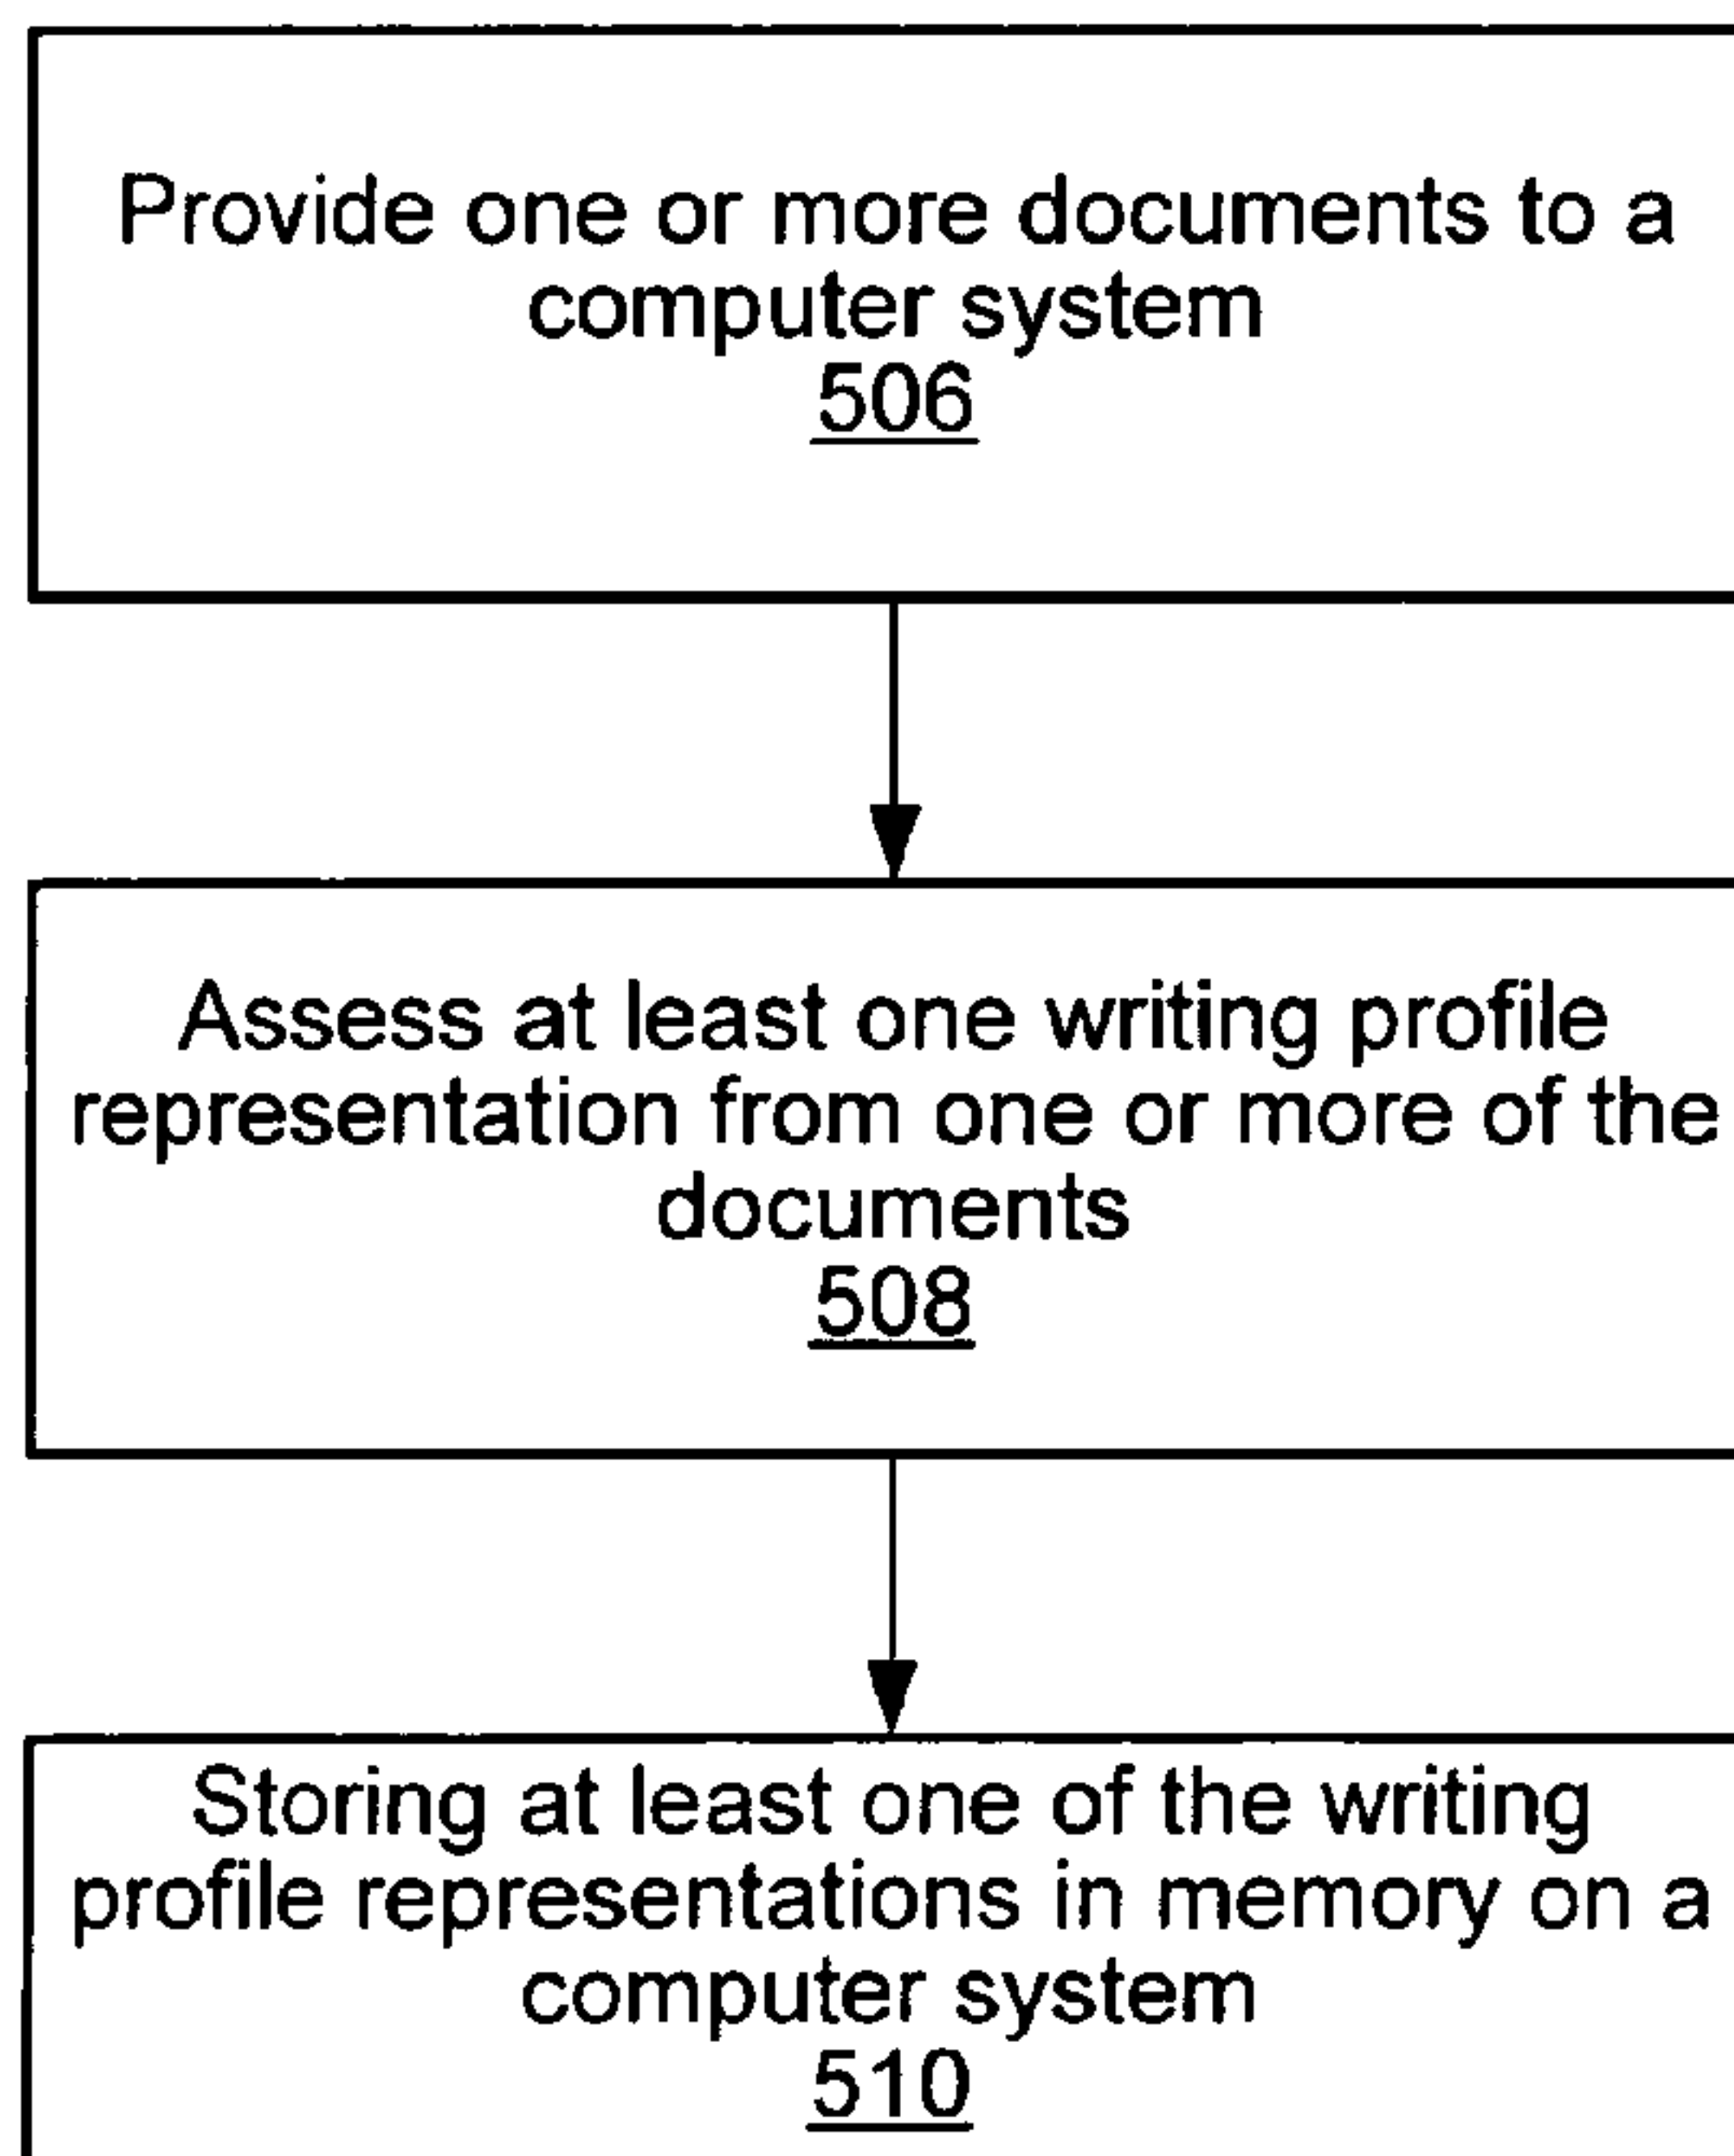 Provide one or more documents to a
computer system
506
Assess at least one writing profile
representation from one or more of the
documents
508
Storing at least one of the writing
profile representations in memory on a
computer system
510